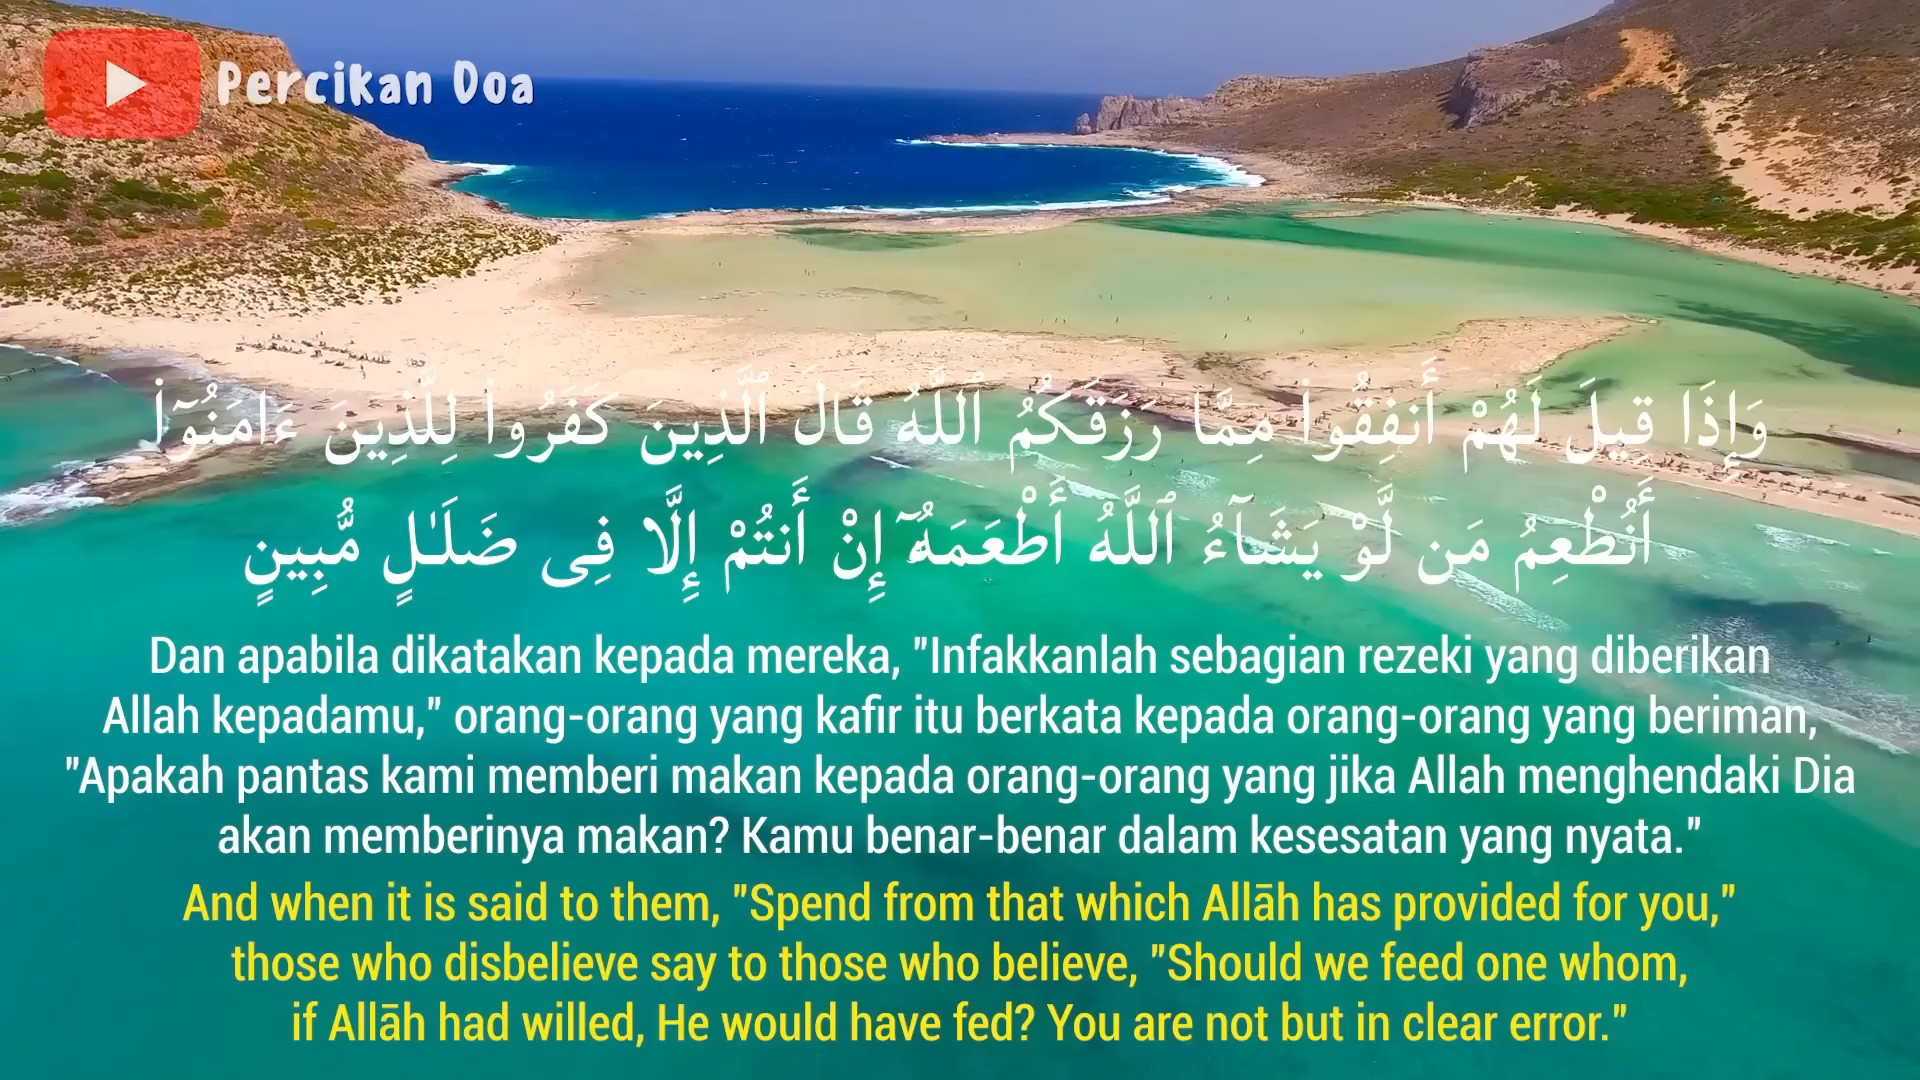 Percikan Doa
وَإِذَا قِيلَ لَهُمْ أَنفِقُوا۟ مِمَّا رَزَقَكُمُ ٱللَّهُ قَالَ ٱلَّذِينَ كَفَرُوا۟ لِلَّذِينَ ءَامَنُوٓا۟
أَنُطْعِمُ مَن لَّوْ يَشَآءُ ٱللَّهُ أَطْعَمَهُۥٓ إِنْ أَنتُمْ إِلَّا فِى ضَلَـٰلٍ مُّبِينٍ
Dan apabila dikatakan kepada mereka, "Infakkanlah sebagian rezeki yang diberikan
Allah kepadamu,” orang-orang yang kafir itu berkata kepada orang-orang yang beriman,
"Apakah pantas kami memberi makan kepada orang-orang yang jika Allah menghendaki Dia
akan memberinya makan? Kamu benar-benar dalam kesesatan yang nyata."
And when it is said to them, "Spend from that which Allāh has provided for you,"
those who disbelieve say to those who believe, "Should we feed one whom,
if Allāh had willed, He would have fed? You are not but in clear error."